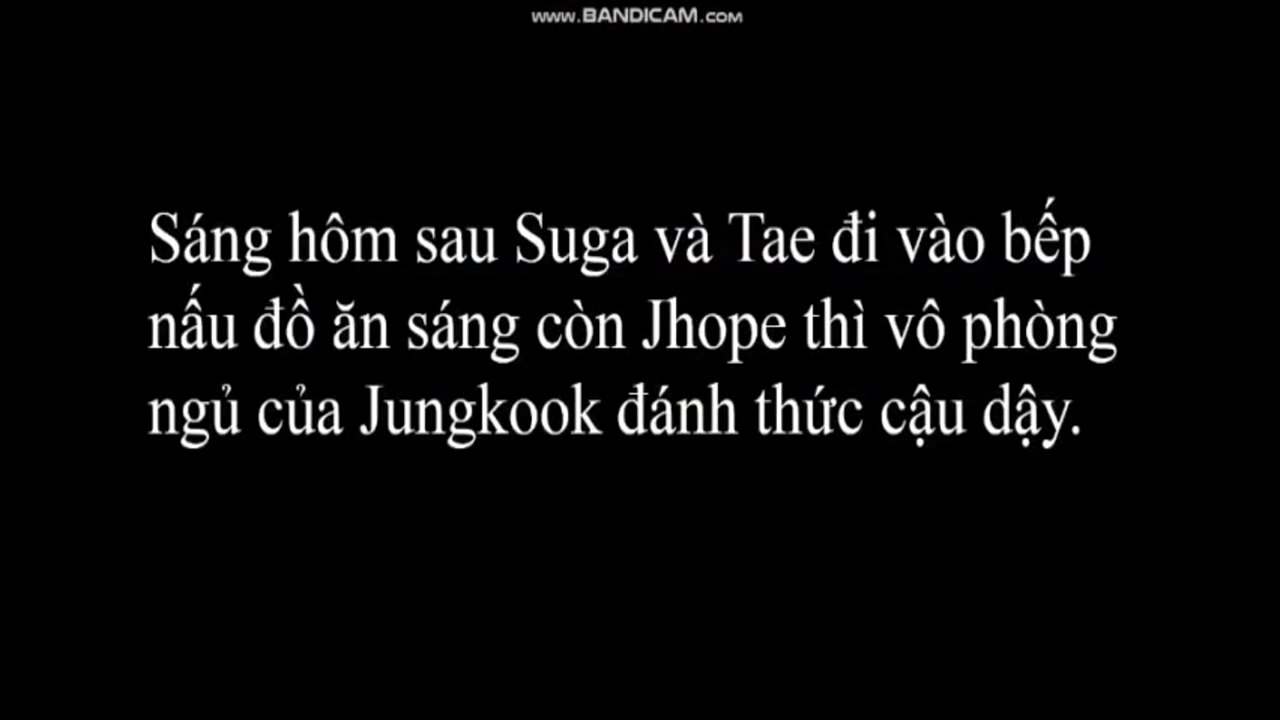 www.BANDICAM.com
Sáng hôm sau Suga và Tae đi vào bếp
nấu đồ ăn sáng còn Jhope thì vô phòng
ngủ của Jungkook đánh thức cậu dậy.